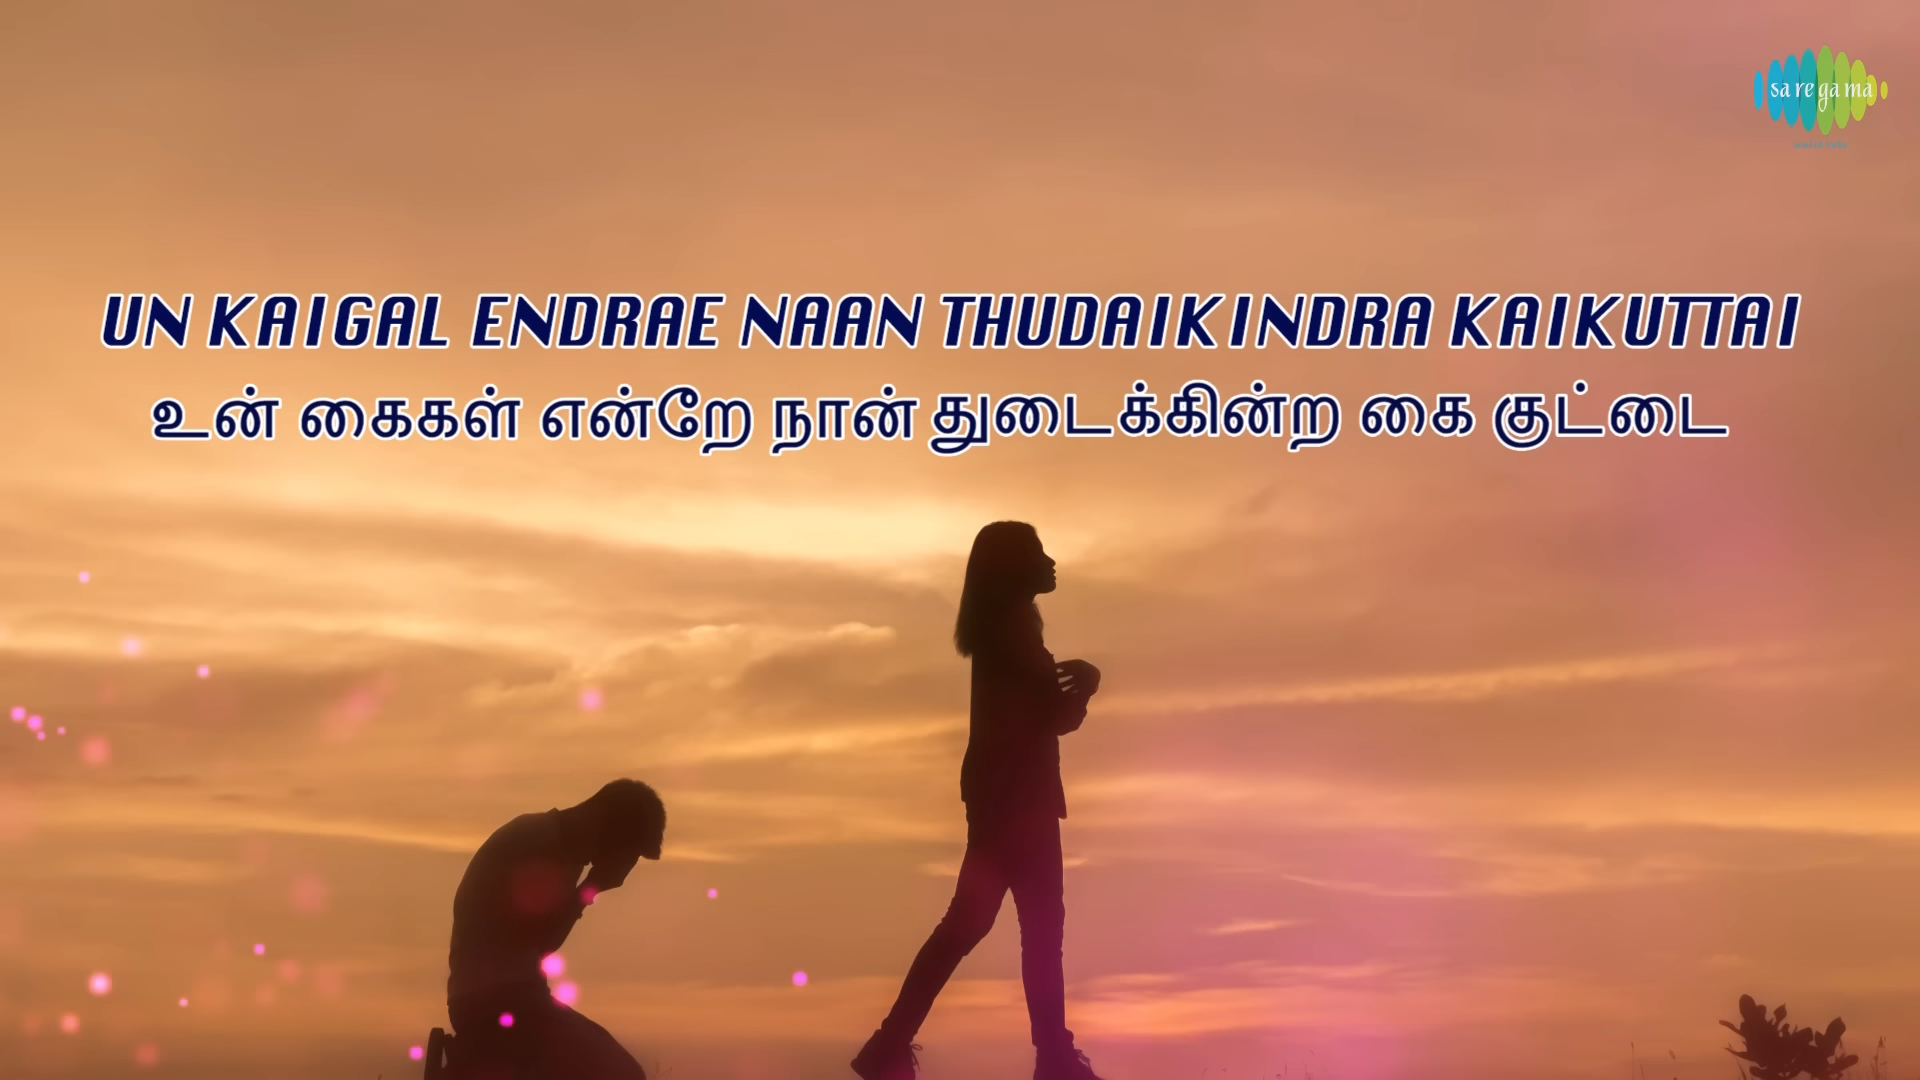 sa re ga ma
UN KAIGAL ENDRAE NAAN THUDAIKINDRA KAIKUTTAI
உன் கைகள் என்றே நான் துடைக்கின்ற கை குட்டை